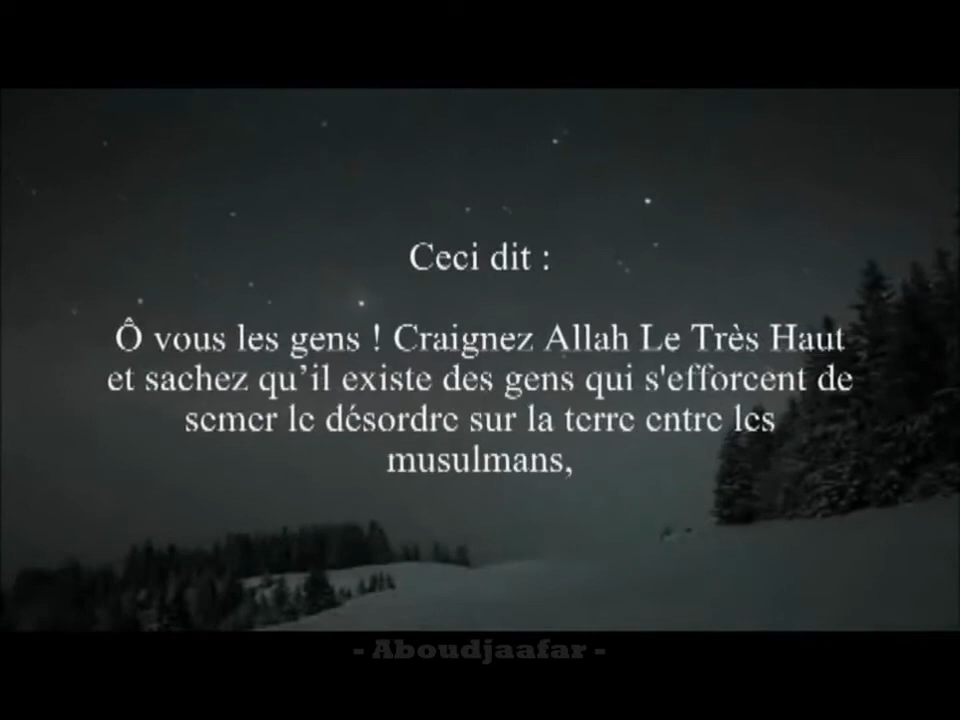 Ceci dit :
Ô vous les gens ! Craignez Allah Le Très Haut
et sachez qu’il existe des gens qui s'efforcent de
semer le désordre sur la terre entre les
musulmans,
- Aboudjaafar -